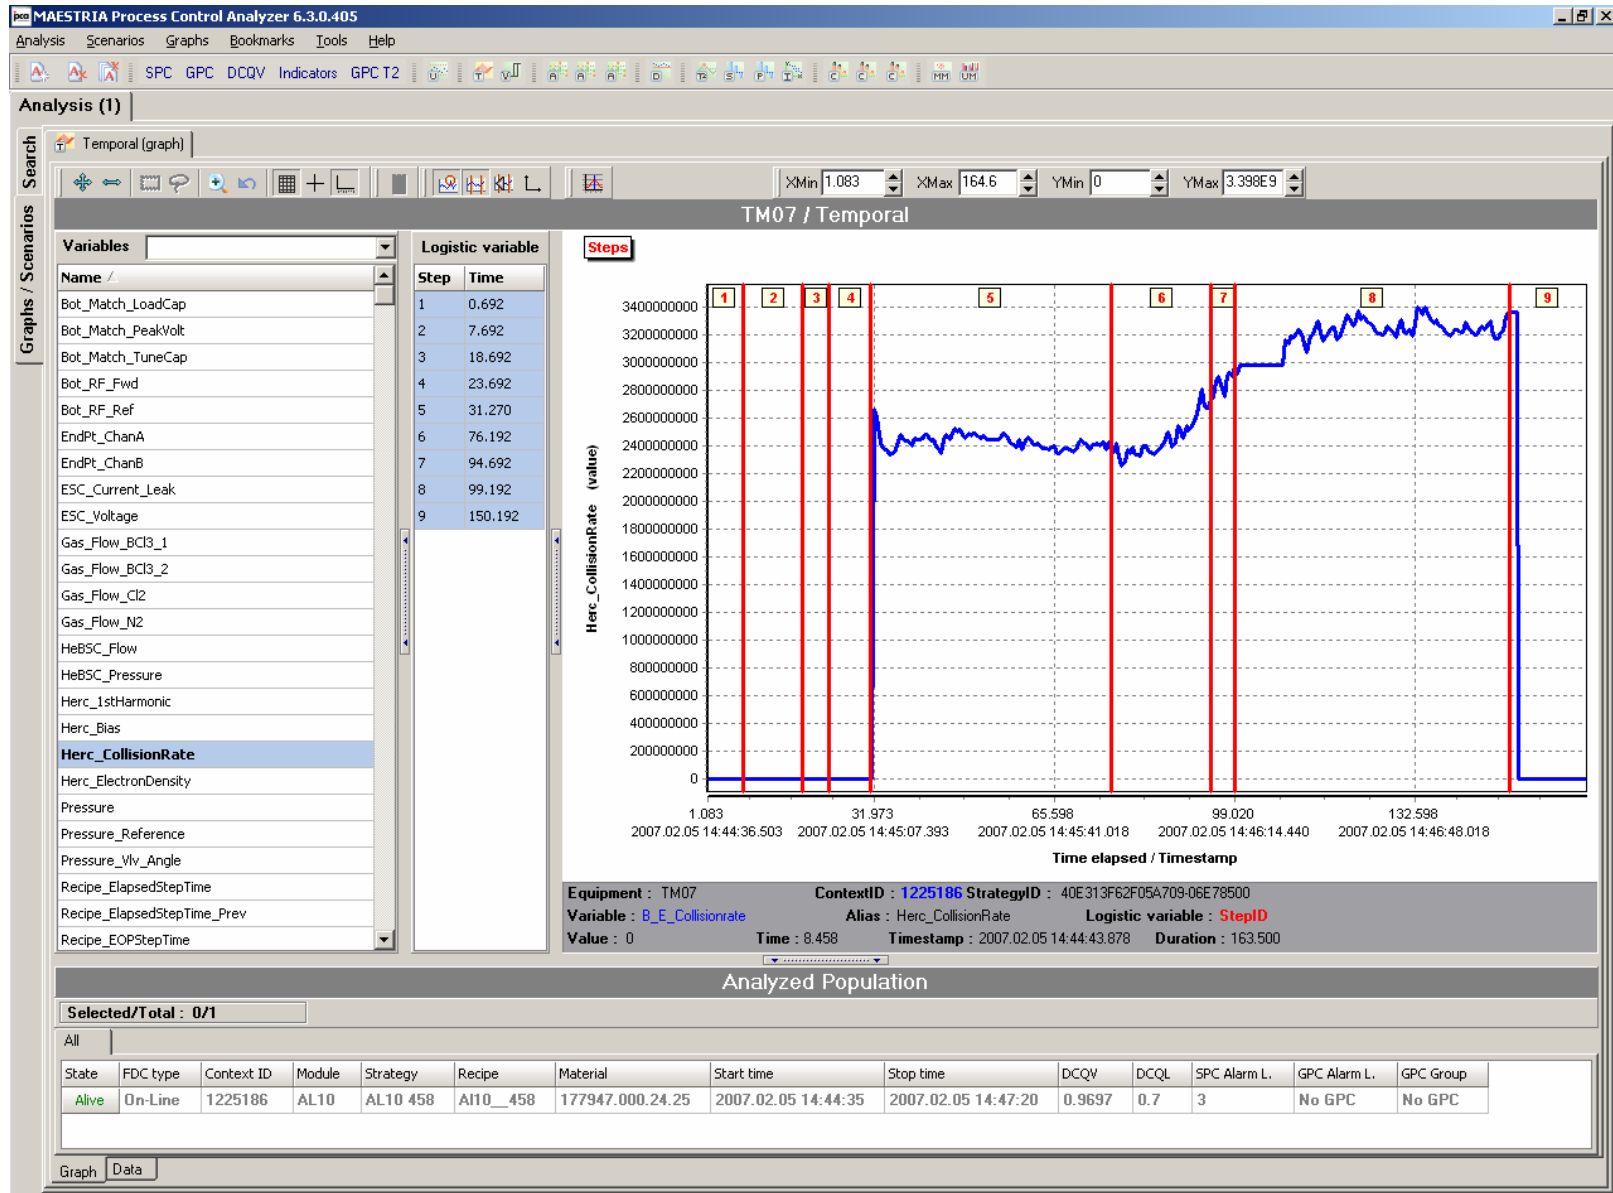 MAESTRIA Process Control Analyzer 6.3.0.405
Analysis Scenarios Graphs Bookmarks Tools Help
SPC GPC DCQV Indicators GPC T2
Analysis (1)
Search
Graphs / Scenarios
Temporal (graph)
XMin 1.083 XMax 164.6 YMin 0 YMax 3.398E9
TM07 / Temporal
Variables
Name
Bot_Match_LoadCap
Bot_Match_PeakVolt
Bot_Match_TuneCap
Bot_RF_Fwd
Bot_RF_Ref
EndPt_ChanA
EndPt_ChanB
ESC_Current_Leak
ESC_Voltage
Gas_Flow_BCl3_1
Gas_Flow_BCl3_2
Gas_Flow_Cl2
Gas_Flow_N2
HeBSC_Flow
HeBSC_Pressure
Herc_1stHarmonic
Herc_Bias
Herc_CollisionRate
Herc_ElectronDensity
Pressure
Pressure_Reference
Pressure_Vlv_Angle
Recipe_ElapsedStepTime
Recipe_ElapsedStepTime_Prev
Recipe_EOPStepTime
Logistic variable
Step Time
1 0.692
2 7.692
3 18.692
4 23.692
5 31.270
6 76.192
7 94.692
8 99.192
9 150.192
Steps
1 2 3 4 5 6 7 8 9
3400000000
3200000000
3000000000
2800000000
2600000000
2400000000
2200000000
2000000000
1800000000
1600000000
1400000000
1200000000
1000000000
800000000
600000000
400000000
200000000
0
Herc_CollisionRate (value)
1.083 31.973 65.598 99.020 132.598
2007.02.05 14:44:36.503 2007.02.05 14:45:07.393 2007.02.05 14:45:41.018 2007.02.05 14:46:14.440 2007.02.05 14:46:48.018
Time elapsed / Timestamp
Equipment : TM07 ContextID : 1225186 StrategyID : 40E313F62F05A709-06E78500
Variable : B_E_Collisionrate Alias : Herc_CollisionRate Logistic variable : StepID
Value : 0 Time : 8.458 Timestamp : 2007.02.05 14:44:43.878 Duration : 163.500
Analyzed Population
Selected/Total : 0/1
All
State FDC type Context ID Module Strategy Recipe Material Start time Stop time DCQV DCQL SPC Alarm L. GPC Alarm L. GPC Group
Alive On-Line 1225186 AL10 AL10 458 Al10__458 177947.000.24.25 2007.02.05 14:44:35 2007.02.05 14:47:20 0.9697 0.7 3 No GPC No GPC
Graph Data